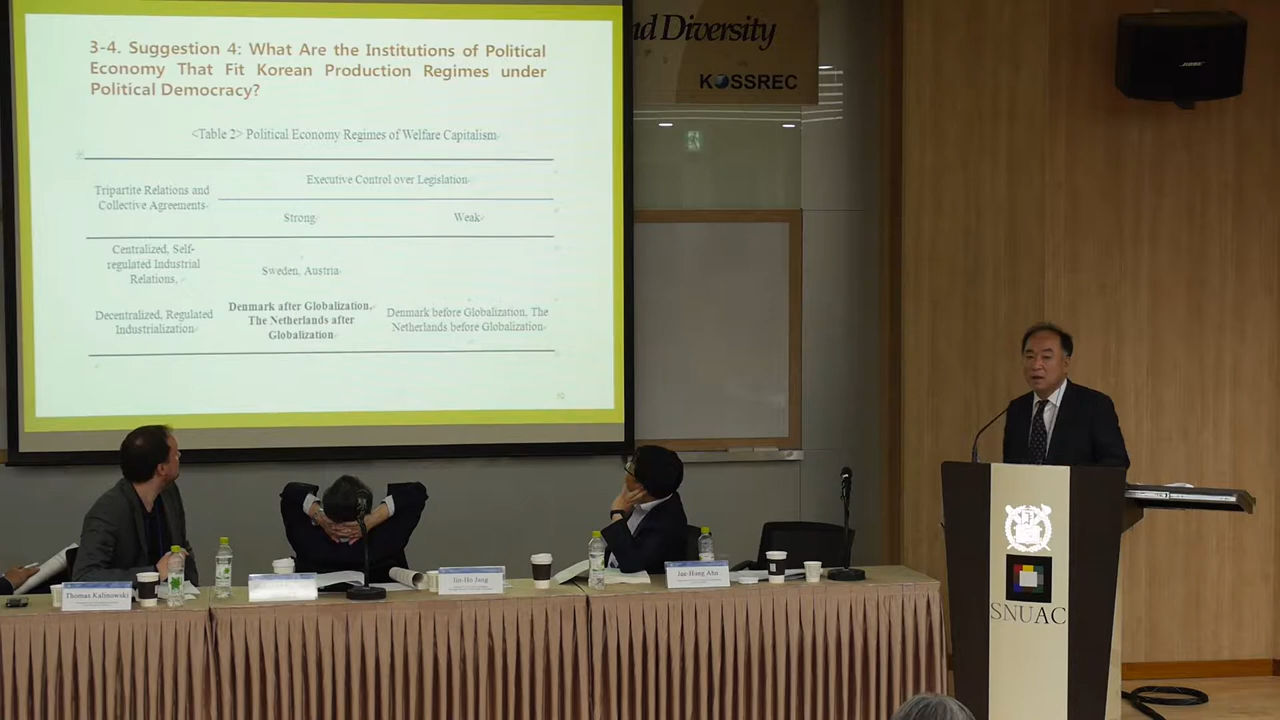 3-4. Suggestion 4: What Are the Institutions of Political
Economy That Fit Korean Production Regimes under
Political Democracy?
<Table 2> Political Economy Regimes of Welfare Capitalism
Tripartite Relations and
Collective Agreements
Executive Control over Legislation
Strong
Weak
Centralized, Self-
regulated Industrial
Relations,
Sweden, Austria
Decentralized, Regulated
Industrialization
Denmark after Globalization,
The Netherlands after
Globalization
Denmark before Globalization, The
Netherlands before Globalization
10
nd Diversity
KOSSREC
BOSE
Thomas Kalinowski
Jin-Ho Jang
Jae-Hung Ahn
SNUAC